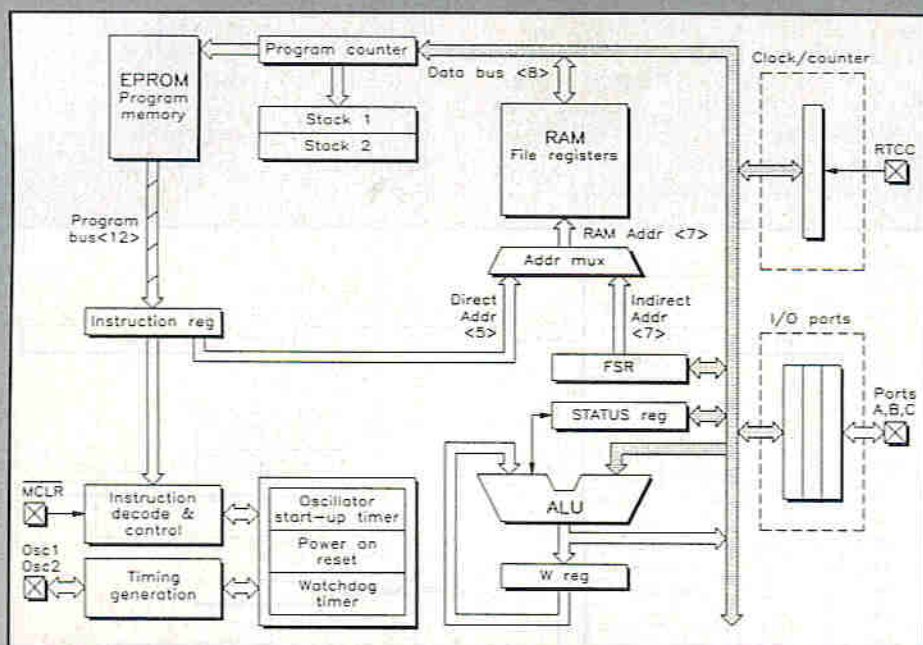 Program counter
EPROM
Program
memory
Data bus <8>
Clock/counter
Stack 1
Stack 2
RAM
File registers
RTCC
Program
bus<12>
RAM Addr <7>
Addr mux
Direct
Addr
<5>
Indirect
Addr
<7>
Instruction reg
I/O ports
FSR
STATUS reg
Ports
A,B,C
MCLR
Instruction
decode &
control
Oscillator
start-up timer
ALU
Power on
reset
Osc1
Osc2
Timing
generation
Watchdog
timer
W reg